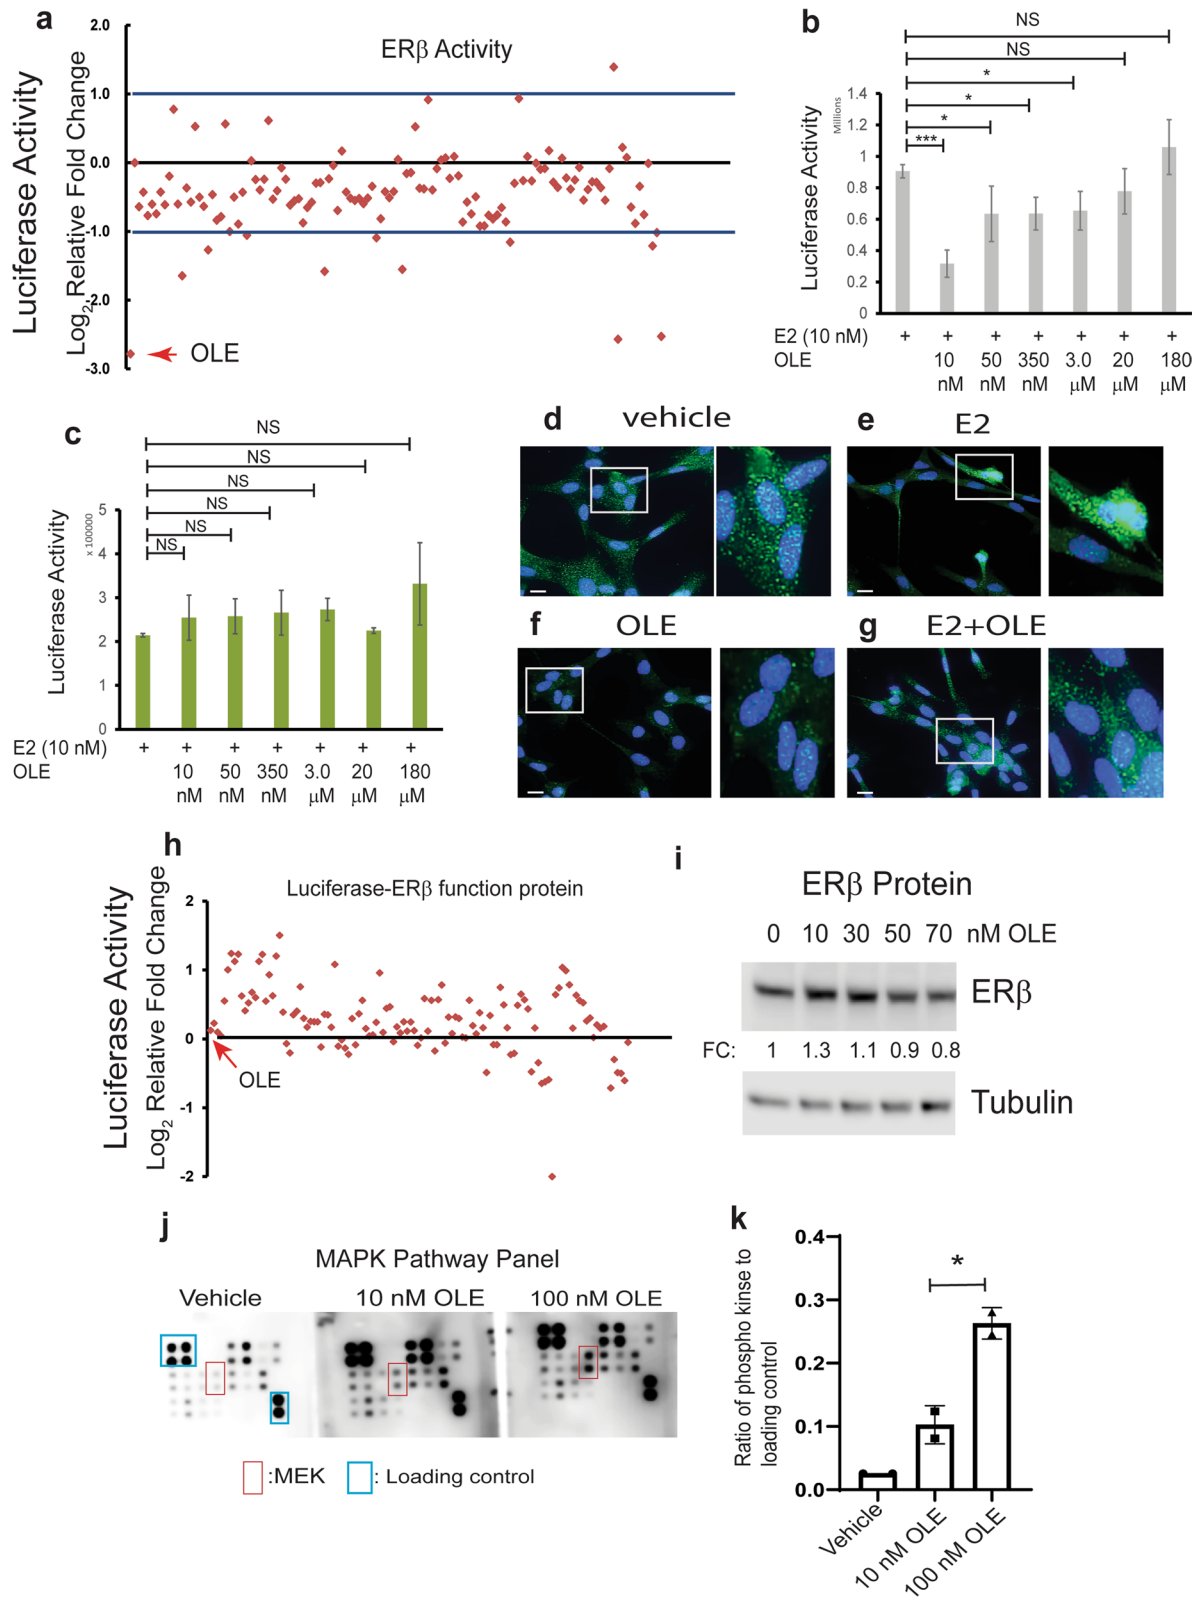 a
ERβ Activity
Luciferase Activity
Log2 Relative Fold Change
2.0
1.0
0.0
-1.0
-2.0
-3.0
OLE
b
NS
NS
*
*
*
***
Luciferase Activity
Millions
1.4
1.2
1
0.8
0.6
0.4
0.2
0
E2 (10 nM) + + + + + + +
OLE 10 50 350 3.0 20 180
nM nM nM μM μM μM
c
NS
NS
NS
NS
NS
NS
Luciferase Activity
x 100000
5
4
3
2
1
0
E2 (10 nM) + + + + + + +
OLE 10 50 350 3.0 20 180
nM nM nM μM μM μM
d vehicle
e E2
f OLE
g E2+OLE
h
Luciferase-ERβ function protein
Luciferase Activity
Log2 Relative Fold Change
2
1
0
-1
-2
OLE
i
ERβ Protein
0 10 30 50 70 nM OLE
ERβ
FC: 1 1.3 1.1 0.9 0.8
Tubulin
j
MAPK Pathway Panel
Vehicle 10 nM OLE 100 nM OLE
:MEK : Loading control
k
Ratio of phospho kinse to
loading control
0.4
0.3
0.2
0.1
0.0
*
Vehicle
10 nM OLE
100 nM OLE